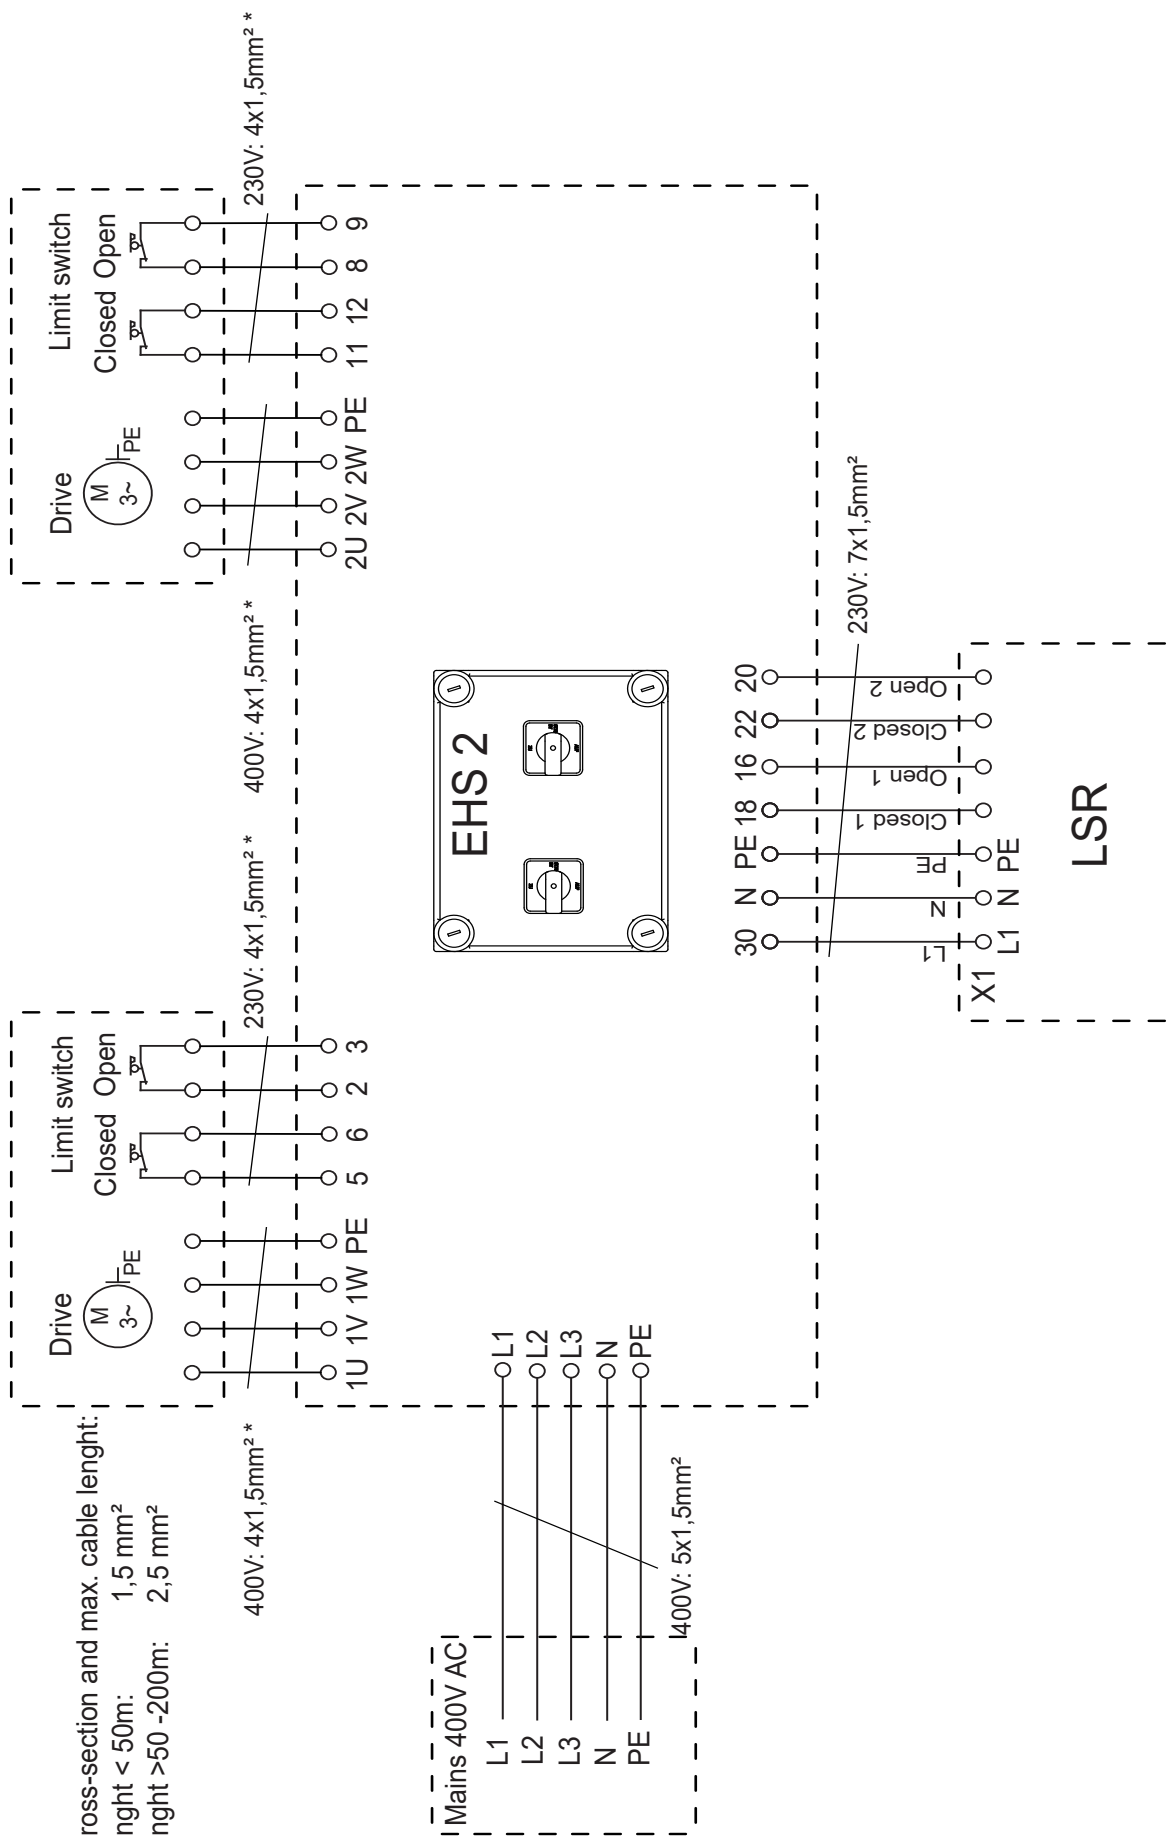 ross-section and max. cable lenght:
nght < 50m: 1,5 mm²
nght >50 -200m: 2,5 mm²
Drive
M
3~
PE
Limit switch
Closed Open
Drive
M
3~
PE
Limit switch
Closed Open
400V: 4x1,5mm² *
230V: 4x1,5mm² *
400V: 4x1,5mm² *
230V: 4x1,5mm² *
1U 1V 1W PE 5 6 2 3
2U 2V 2W PE 11 12 8 9
Mains 400V AC
L1
L2
L3
N
PE
400V: 5x1,5mm²
L1
L2
L3
N
PE
EHS 2
30 N PE 18 16 22 20
L1
N
PE
Closed 1
Open 1
Closed 2
Open 2
230V: 7x1,5mm²
X1
L1 N PE
LSR